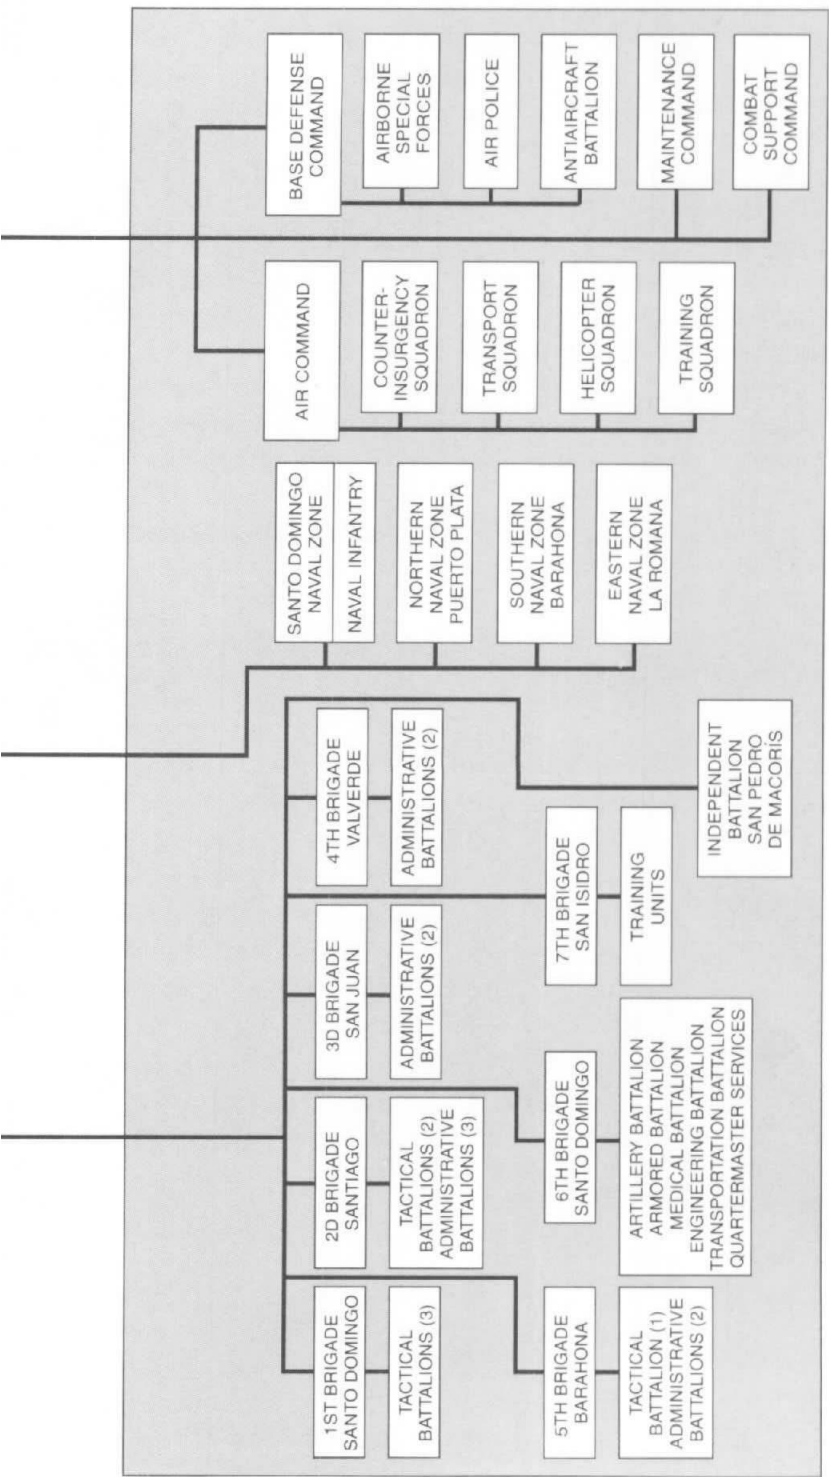 1ST BRIGADE
SANTO DOMINGO
TACTICAL
BATTALIONS (3)
2D BRIGADE
SANTIAGO
TACTICAL
BATTALIONS (2)
ADMINISTRATIVE
BATTALIONS (3)
3D BRIGADE
SAN JUAN
ADMINISTRATIVE
BATTALIONS (2)
4TH BRIGADE
VALVERDE
ADMINISTRATIVE
BATTALIONS (2)
5TH BRIGADE
BARAHONA
TACTICAL
BATTALION (1)
ADMINISTRATIVE
BATTALIONS (2)
6TH BRIGADE
SANTO DOMINGO
ARTILLERY BATTALION
ARMORED BATTALION
MEDICAL BATTALION
ENGINEERING BATTALION
TRANSPORTATION BATTALION
QUARTERMASTER SERVICES
7TH BRIGADE
SAN ISIDRO
TRAINING
UNITS
INDEPENDENT
BATTALION
SAN PEDRO
DE MACORÍS
SANTO DOMINGO
NAVAL ZONE
NAVAL INFANTRY
NORTHERN
NAVAL ZONE
PUERTO PLATA
SOUTHERN
NAVAL ZONE
BARAHONA
EASTERN
NAVAL ZONE
LA ROMANA
AIR COMMAND
COUNTER-
INSURGENCY
SQUADRON
TRANSPORT
SQUADRON
HELICOPTER
SQUADRON
TRAINING
SQUADRON
BASE DEFENSE
COMMAND
AIRBORNE
SPECIAL
FORCES
AIR POLICE
ANTIAIRCRAFT
BATTALION
MAINTENANCE
COMMAND
COMBAT
SUPPORT
COMMAND